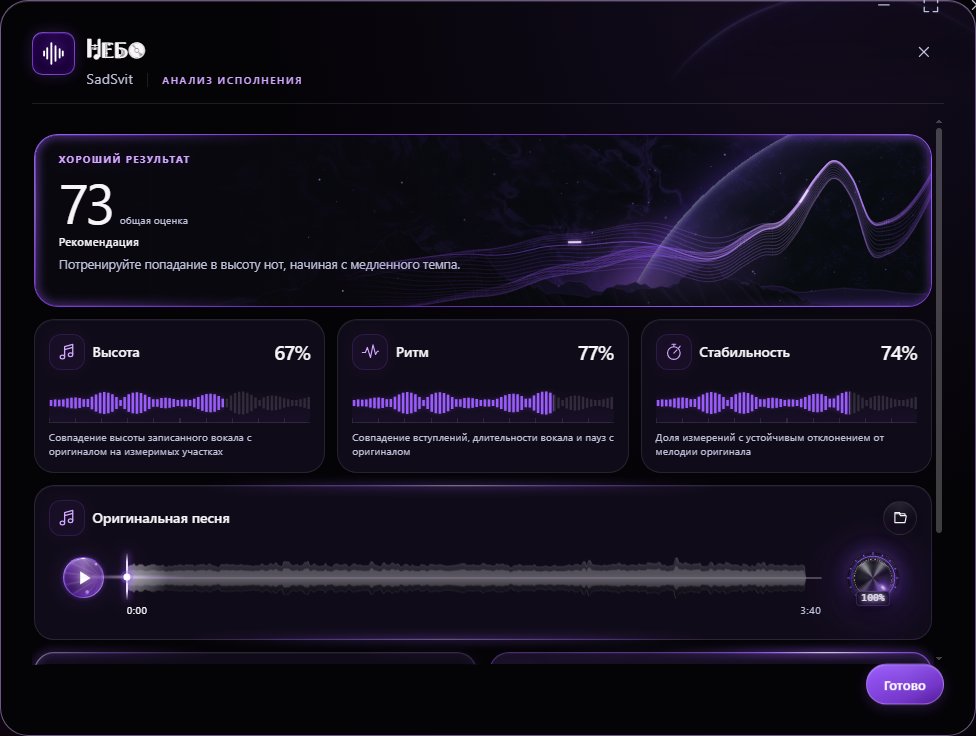 НЕБО
SadSvit
АНАЛИЗ ИСПОЛНЕНИЯ
ХОРОШИЙ РЕЗУЛЬТАТ
73 общая оценка
Рекомендация
Потренируйте попадание в высоту нот, начиная с медленного темпа.
Высота 67%
Совпадение высоты записанного вокала с
оригиналом на измеримых участках
Ритм 77%
Совпадение вступлений, длительности вокала и пауз с
оригиналом
Стабильность 74%
Доля измерений с устойчивым отклонением от
мелодии оригинала
Оригинальная песня
100%
0:00 3:40
Готово